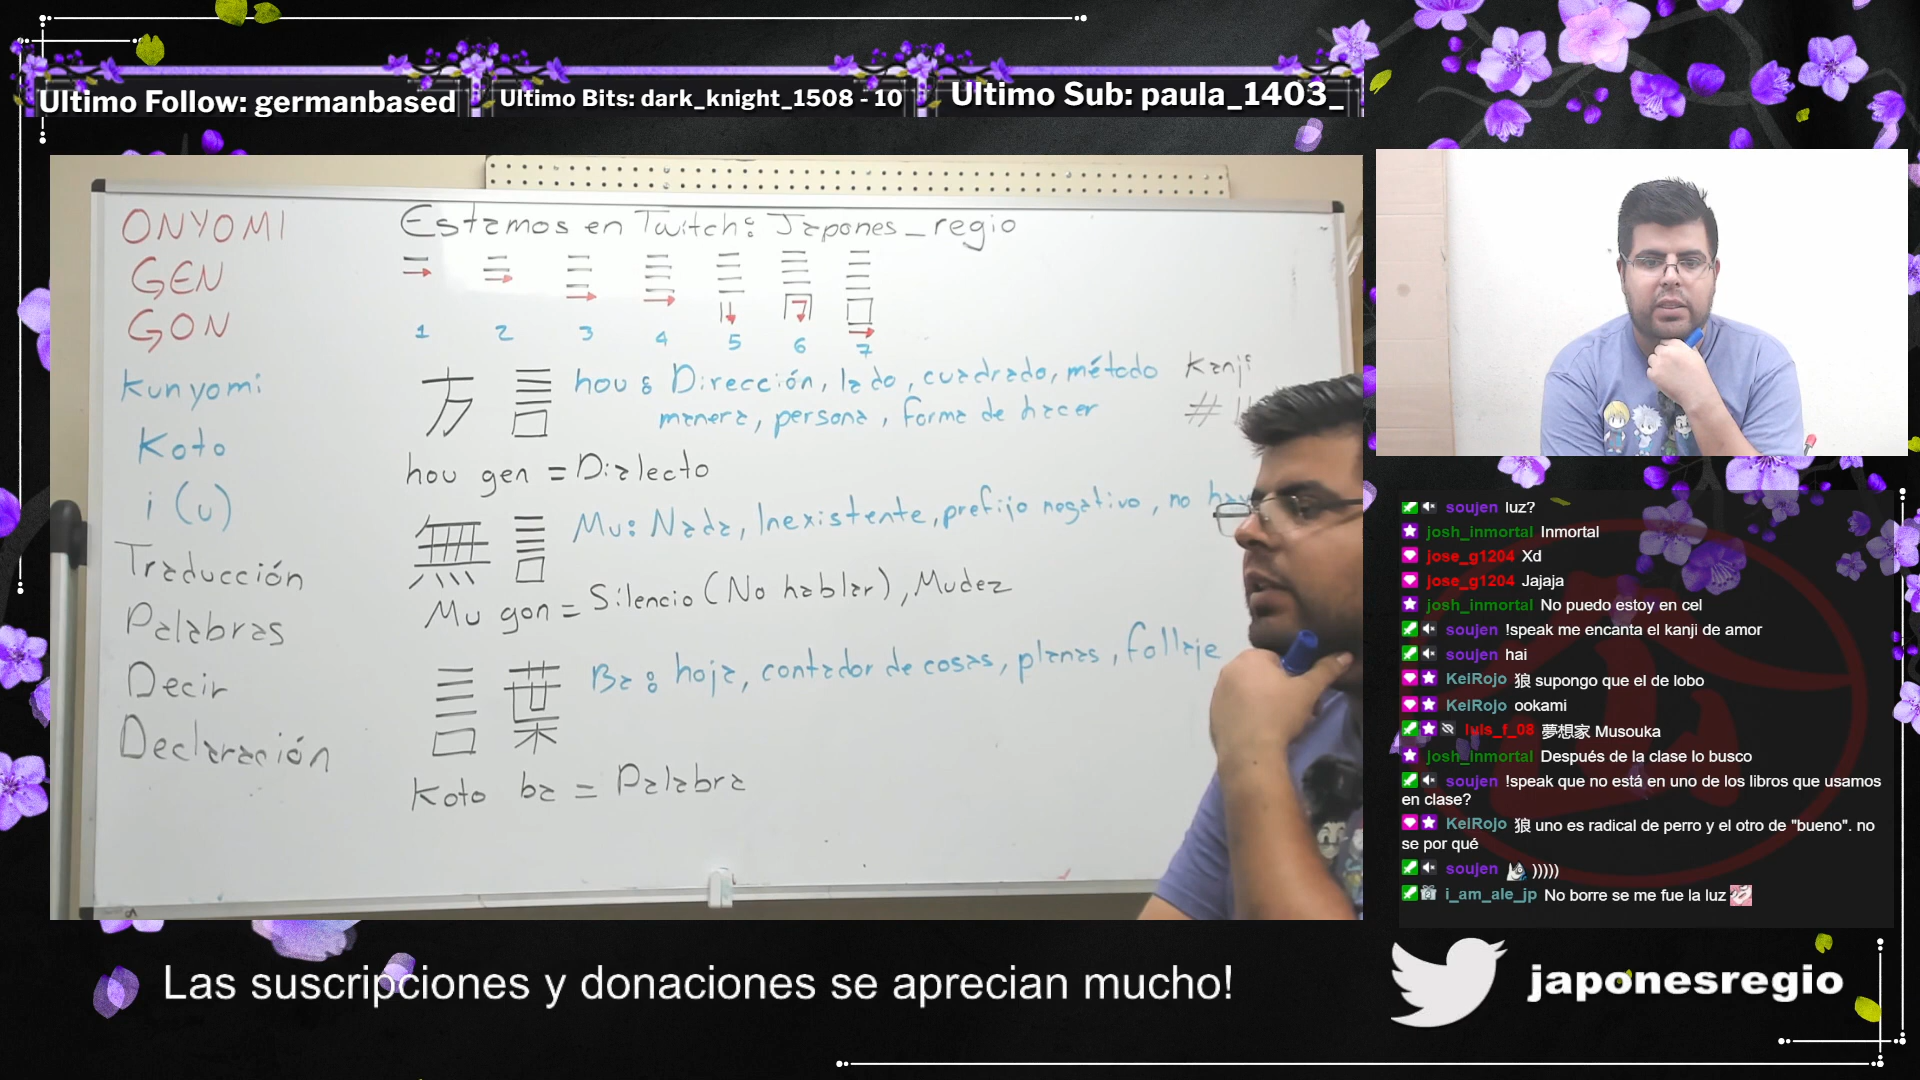 Ultimo Follow: germanbased
Ultimo Bits: dark_knight_1508 - 10
Ultimo Sub: paula_1403_
ONYOMI
GEN
GON
Kunyomi
Koto
i (u)
Traducción
Palabras
Decir
Declaración
Estamos en Twitch: Japones_regio
1 2 3 4 5 6 7
方言 hou: Dirección, lado, cuadrado, método
manera, persona, forma de hacer
Kanji
hou gen = Dialecto
無言 Mu: Nada, Inexistente, prefijo negativo, no
Mu gon = Silencio (No hablar), Mudez
言葉 Ba: hoja, contador de cosas, planas, follaje
Koto ba = Palabra
soujen luz?
josh_inmortal Inmortal
jose_g1204 Xd
jose_g1204 Jajaja
josh_inmortal No puedo estoy en cel
soujen !speak me encanta el kanji de amor
soujen hai
KelRojo 狼 supongo que el de lobo
KelRojo ookami
luis_f_08 夢想家 Musouka
josh_inmortal Después de la clase lo busco
soujen !speak que no está en uno de los libros que usamos
en clase?
KelRojo 狼 uno es radical de perro y el otro de "bueno". no
se por qué
soujen )))))
i_am_ale_jp No borre se me fue la luz
Las suscripciones y donaciones se aprecian mucho!
japonesregio